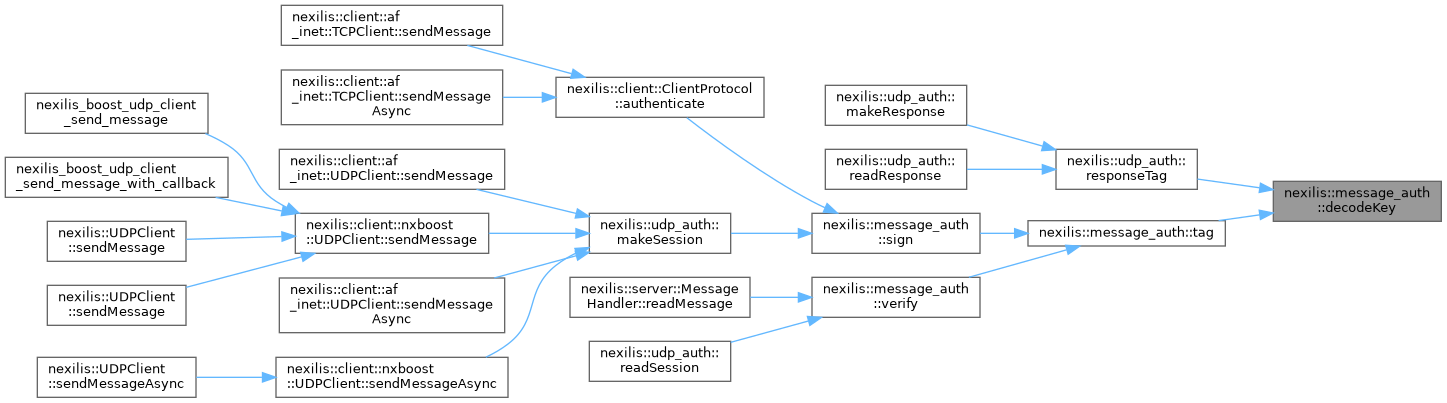 nexilis::client::af
_inet::TCPClient::sendMessage
nexilis::client::af
_inet::TCPClient::sendMessage
Async
nexilis::client::ClientProtocol
::authenticate
nexilis_boost_udp_client
_send_message
nexilis_boost_udp_client
_send_message_with_callback
nexilis::UDPClient
::sendMessage
nexilis::UDPClient
::sendMessage
nexilis::UDPClient
::sendMessageAsync
nexilis::client::af
_inet::UDPClient::sendMessage
nexilis::client::nxboost
::UDPClient::sendMessage
nexilis::client::af
_inet::UDPClient::sendMessage
Async
nexilis::client::nxboost
::UDPClient::sendMessageAsync
nexilis::udp_auth::
makeSession
nexilis::server::Message
Handler::readMessage
nexilis::udp_auth::
readSession
nexilis::udp_auth::
makeResponse
nexilis::udp_auth::
readResponse
nexilis::message_auth
::sign
nexilis::message_auth
::verify
nexilis::udp_auth::
responseTag
nexilis::message_auth::tag
nexilis::message_auth
::decodeKey